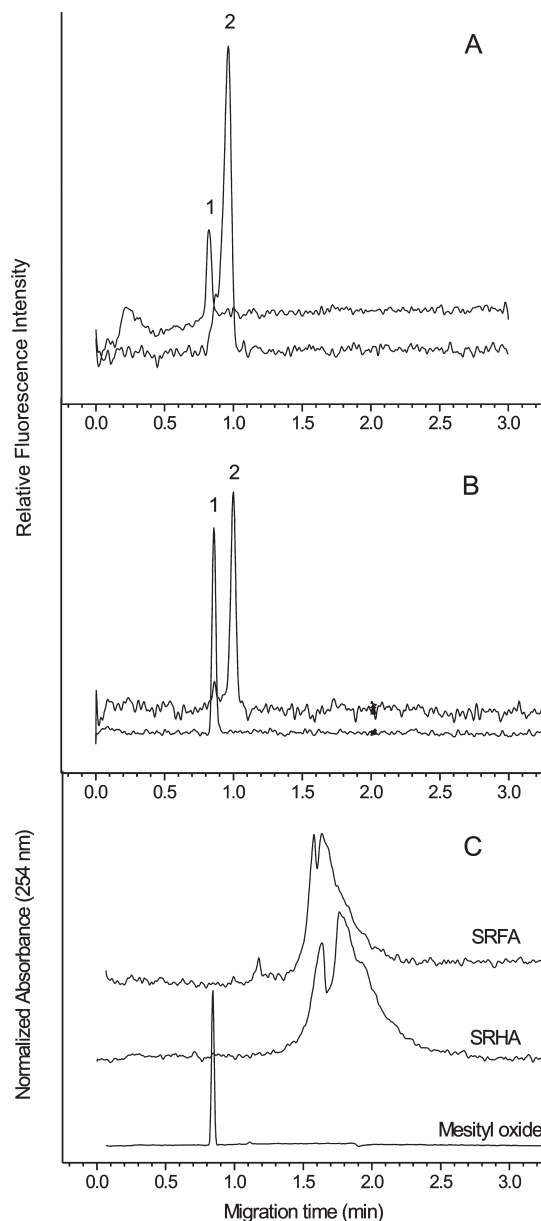 2
A
1
Relative Fluorescence Intensity
0.0 0.5 1.0 1.5 2.0 2.5 3.0
2
B
1
0.0 0.5 1.0 1.5 2.0 2.5 3.0
Normalized Absorbance (254 nm)
C
SRFA
SRHA
Mesityl oxide
0.0 0.5 1.0 1.5 2.0 2.5 3.0
Migration time (min)